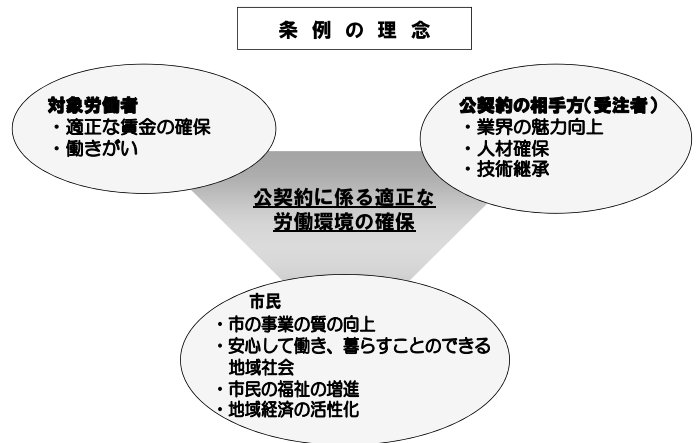 条例の理念
対象労働者
・適正な賃金の確保
・働きがい
公契約の相手方（受注者）
・業界の魅力向上
・人材確保
・技術継承
公契約に係る適正な
労働環境の確保
市民
・市の事業の質の向上
・安心して働き、暮らすことのできる
地域社会
・市民の福祉の増進
・地域経済の活性化